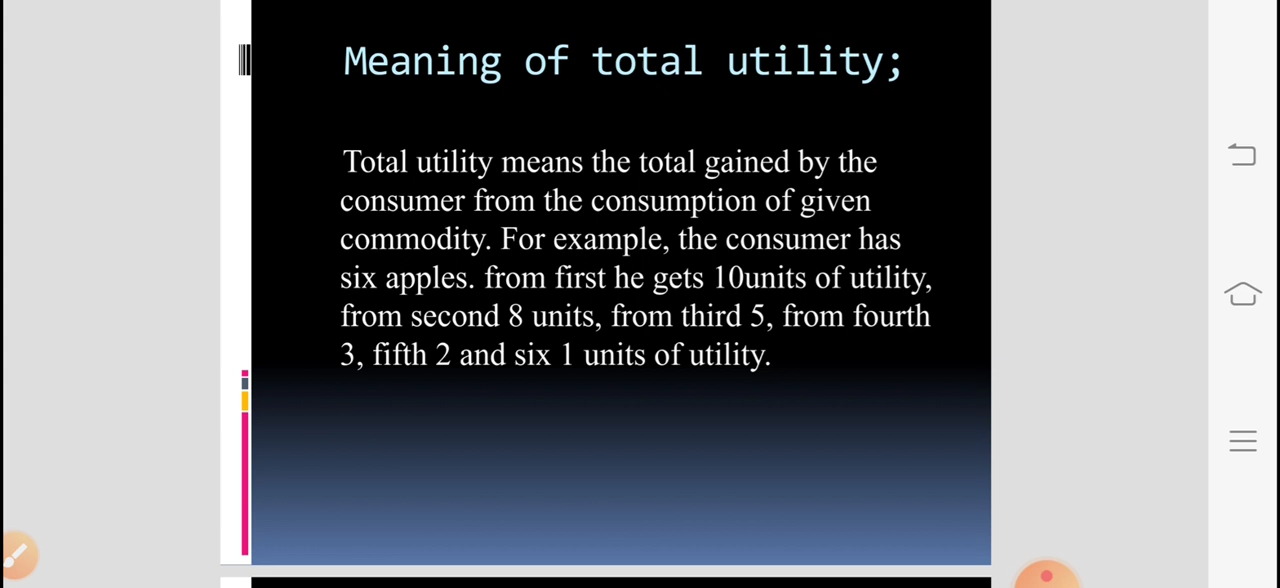 Meaning of total utility;
Total utility means the total gained by the
consumer from the consumption of given
commodity. For example, the consumer has
six apples. from first he gets 10units of utility,
from second 8 units, from third 5, from fourth
3, fifth 2 and six 1 units of utility.